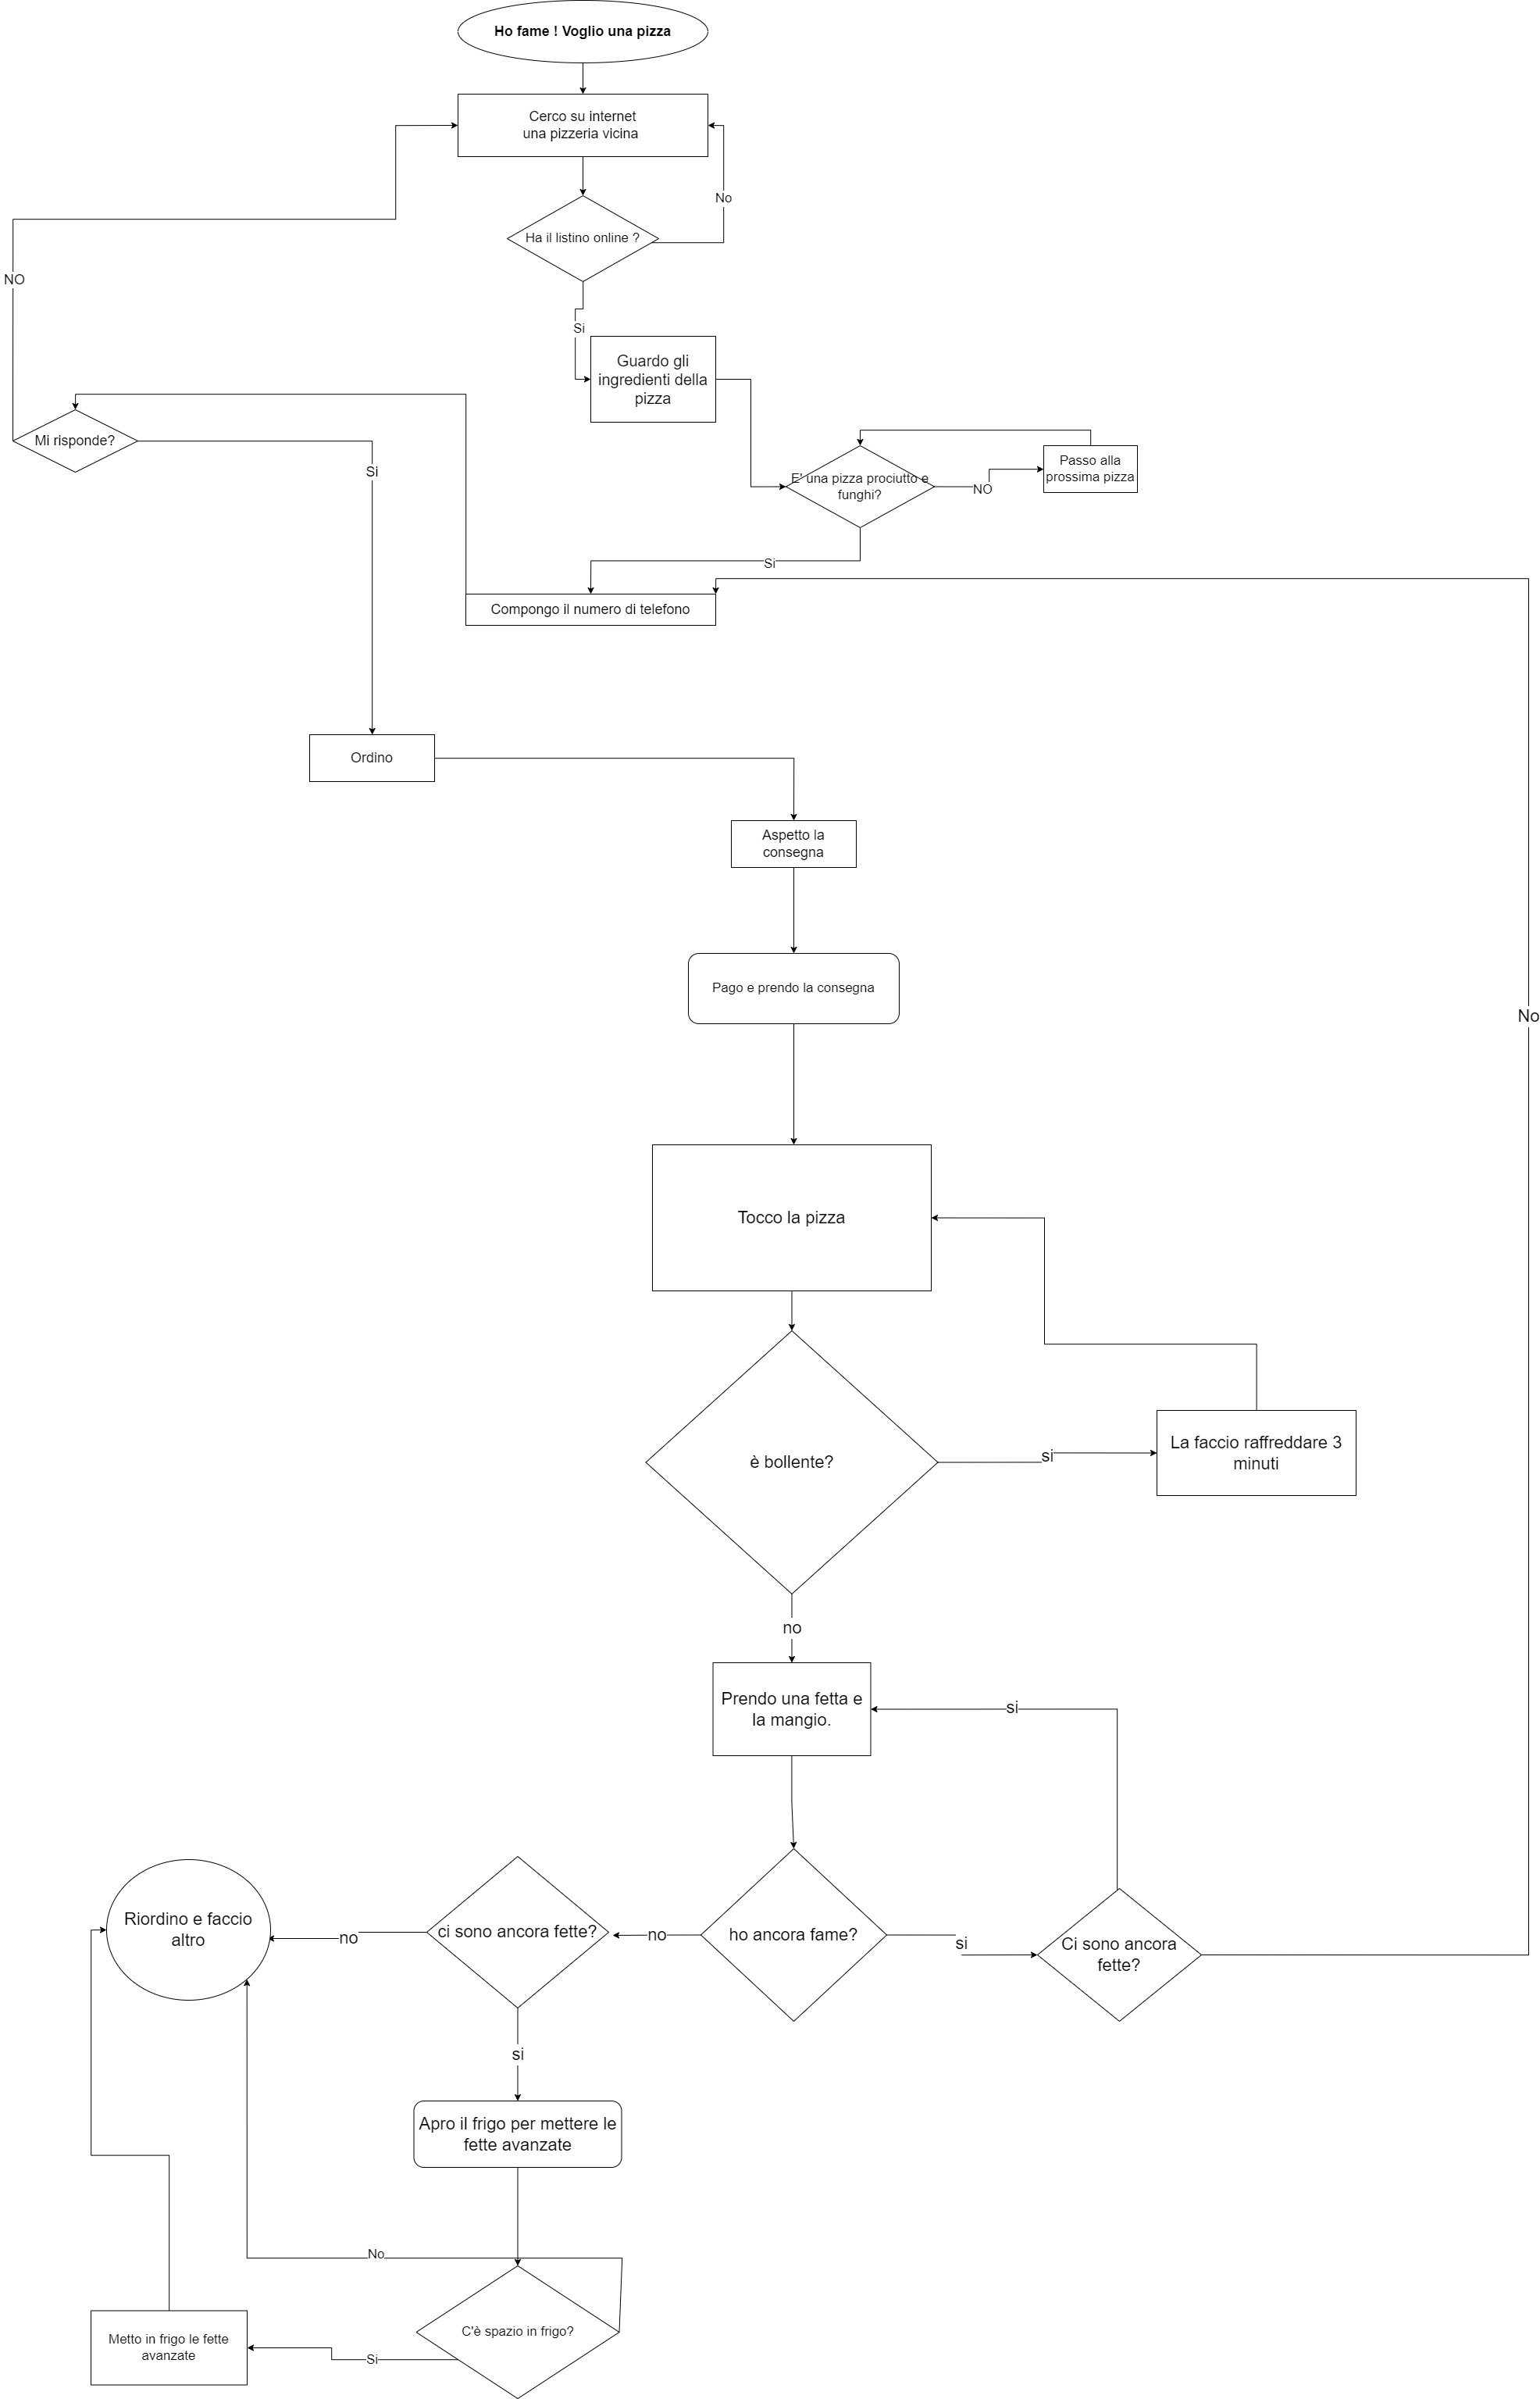 Ho fame ! Voglio una pizza
Cerco su internet
una pizzeria vicina
No
Ha il listino online ?
NO
Si
Guardo gli
ingredienti della
pizza
Mi risponde?
Si
E' una pizza prociutto e
funghi?
NO
Passo alla
prossima pizza
Si
Compongo il numero di telefono
Ordino
Aspetto la
consegna
Pago e prendo la consegna
No
Tocco la pizza
è bollente?
si
La faccio raffreddare 3
minuti
no
Prendo una fetta e
la mangio.
si
Riordino e faccio
altro
no
ci sono ancora fette?
no
ho ancora fame?
si
Ci sono ancora
fette?
si
Apro il frigo per mettere le
fette avanzate
No
C'è spazio in frigo?
Si
Metto in frigo le fette
avanzate